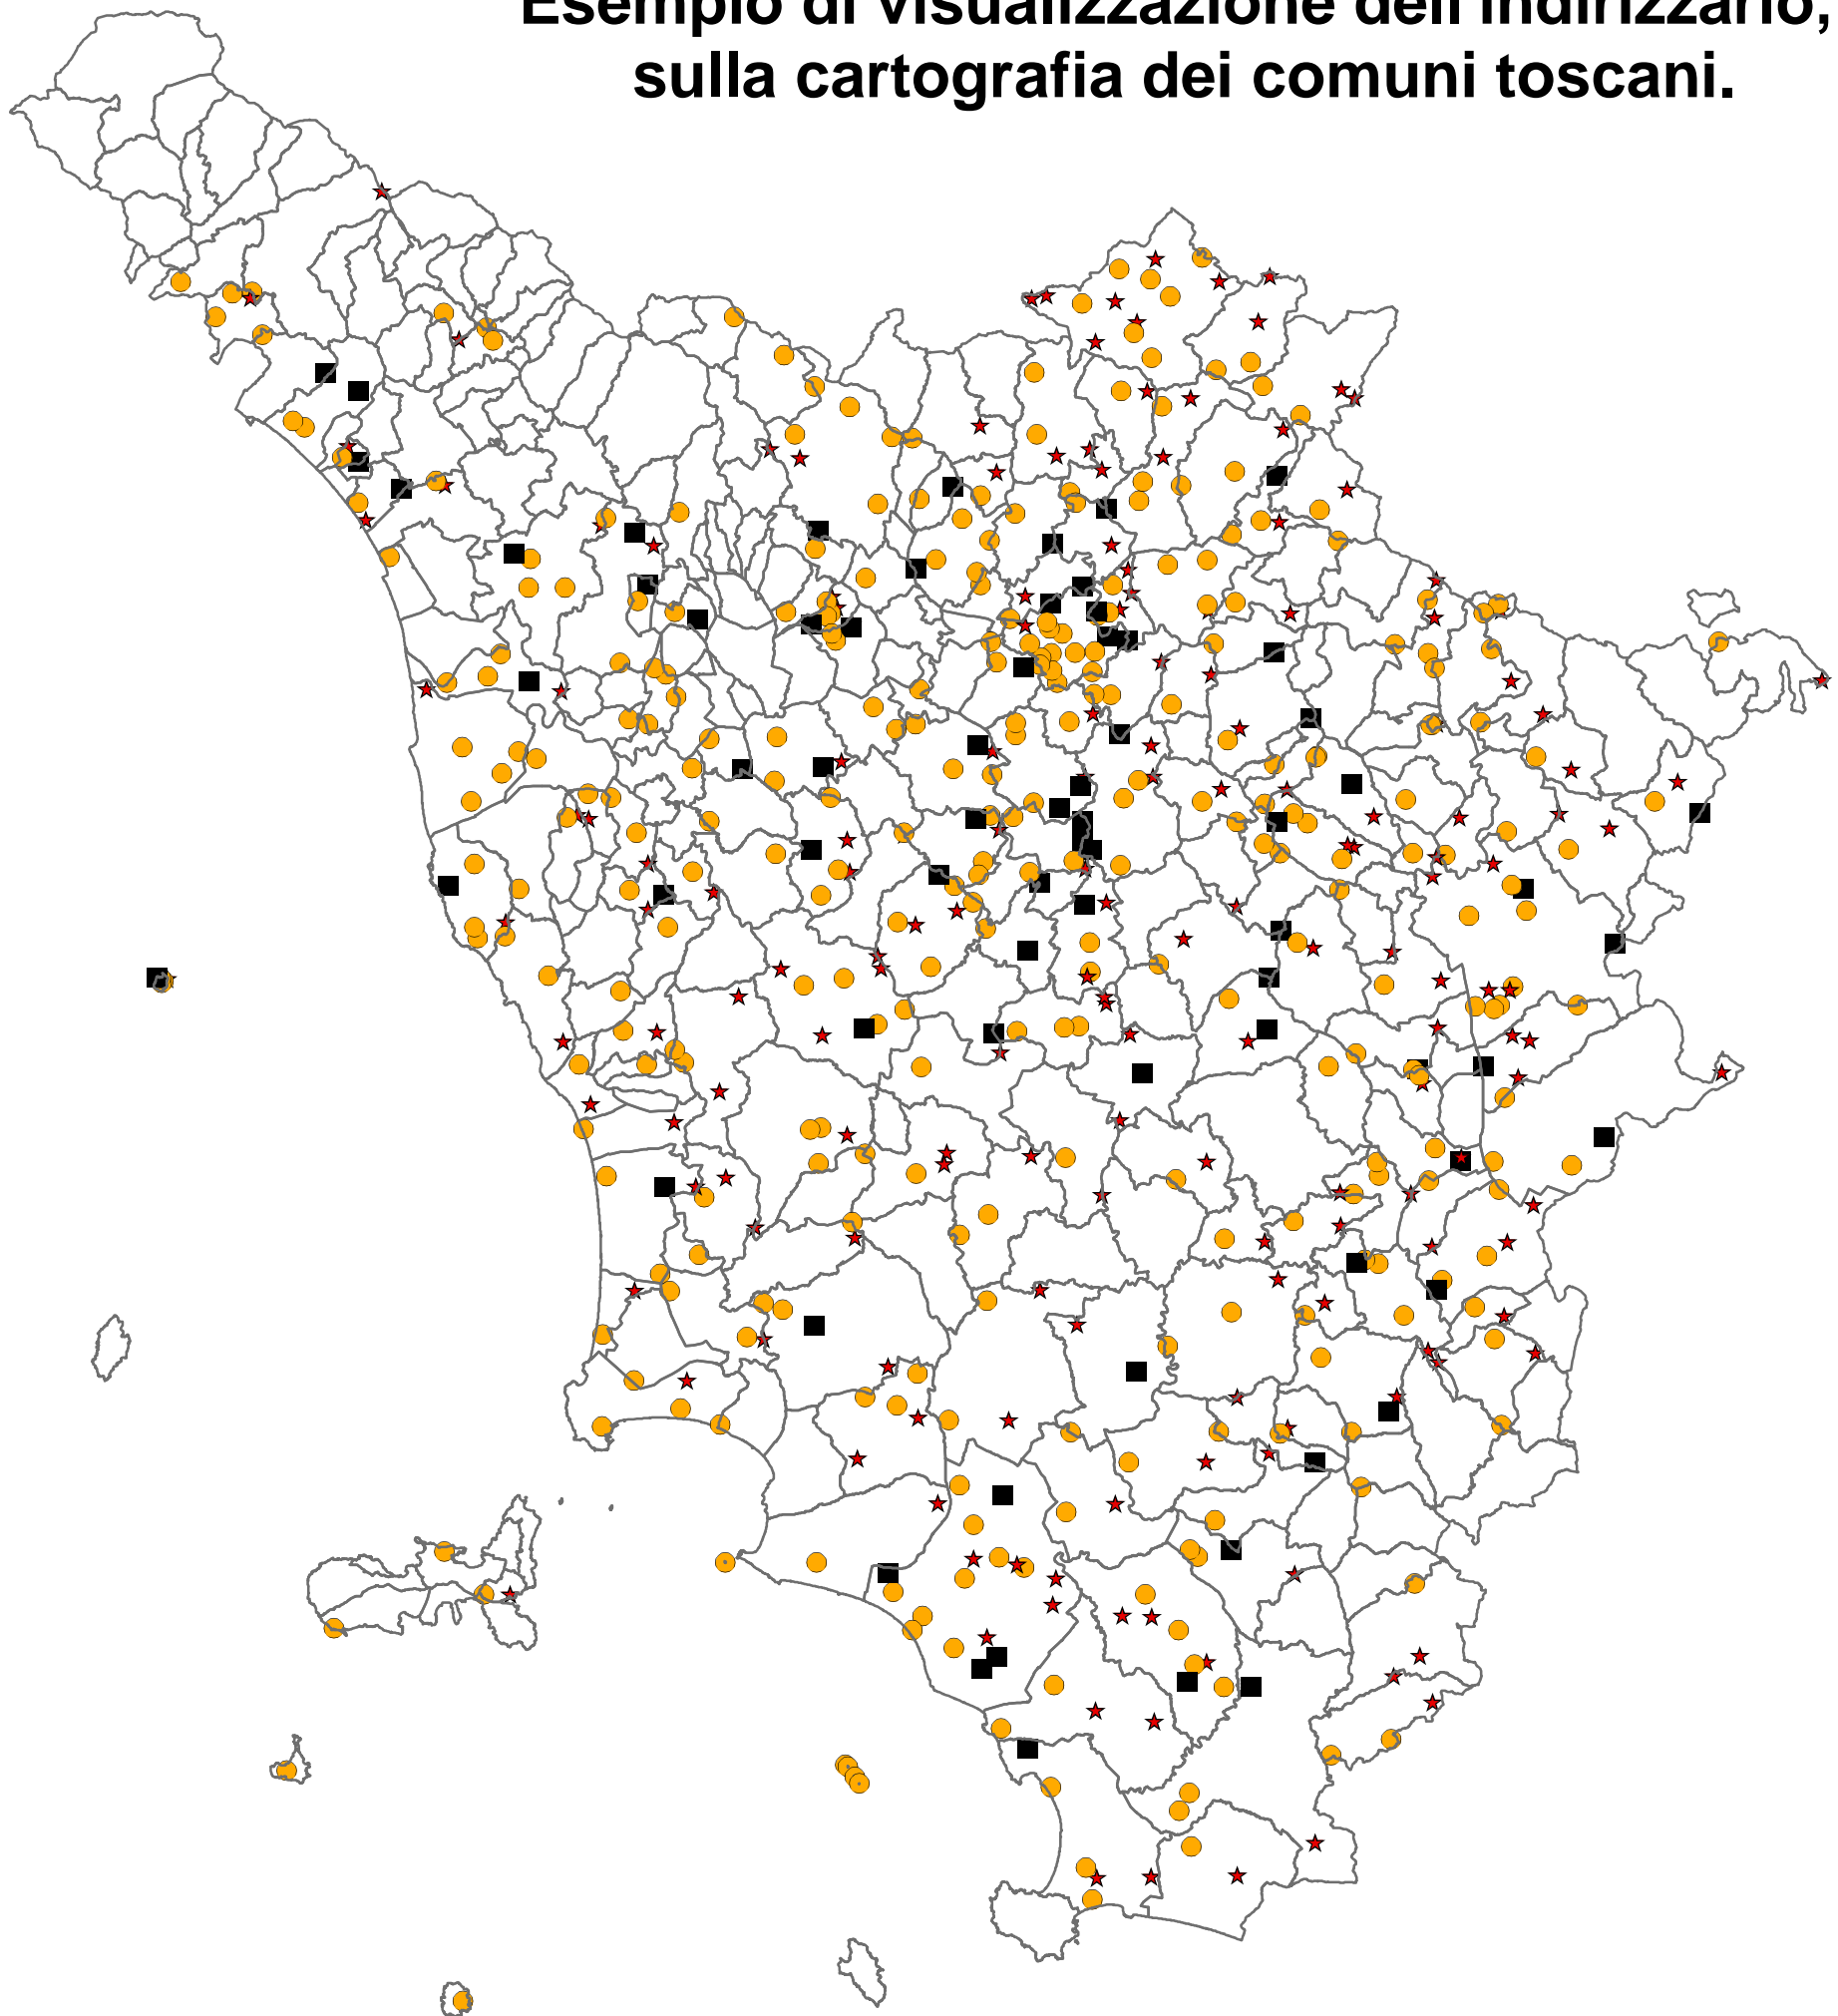 Esempio di visualizzazione dell'indirizzario,
sulla cartografia dei comuni toscani.